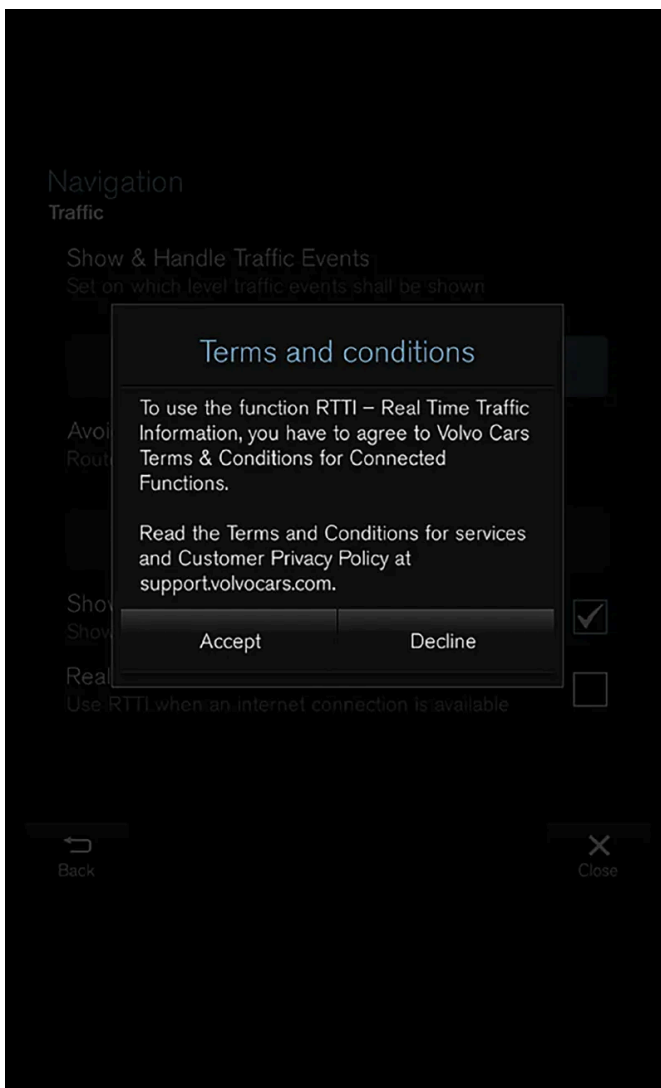 Navigation
Traffic
Show & Handle Traffic Events
Set on which level traffic events shall be shown
Terms and conditions
To use the function RTTI – Real Time Traffic
Information, you have to agree to Volvo Cars
Terms & Conditions for Connected
Functions.
Read the Terms and Conditions for services
and Customer Privacy Policy at
support.volvocars.com.
Accept Decline
Use RTTI when an internet connection is available
Back
Close